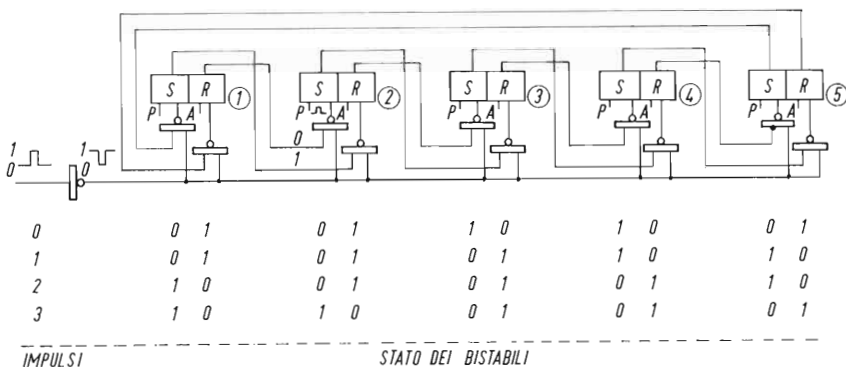 S R ① S R ② S R ③ S R ④ S R ⑤
P A P A P A P A P A
0
1 1 1
0 0
0 0 1 0 1 1 0 1 0 0 1
1 0 1 0 1 0 1 1 0 1 0
2 1 0 0 1 0 1 0 1 1 0
3 1 0 1 0 0 1 0 1 1 0
IMPULSI STATO DEI BISTABILI